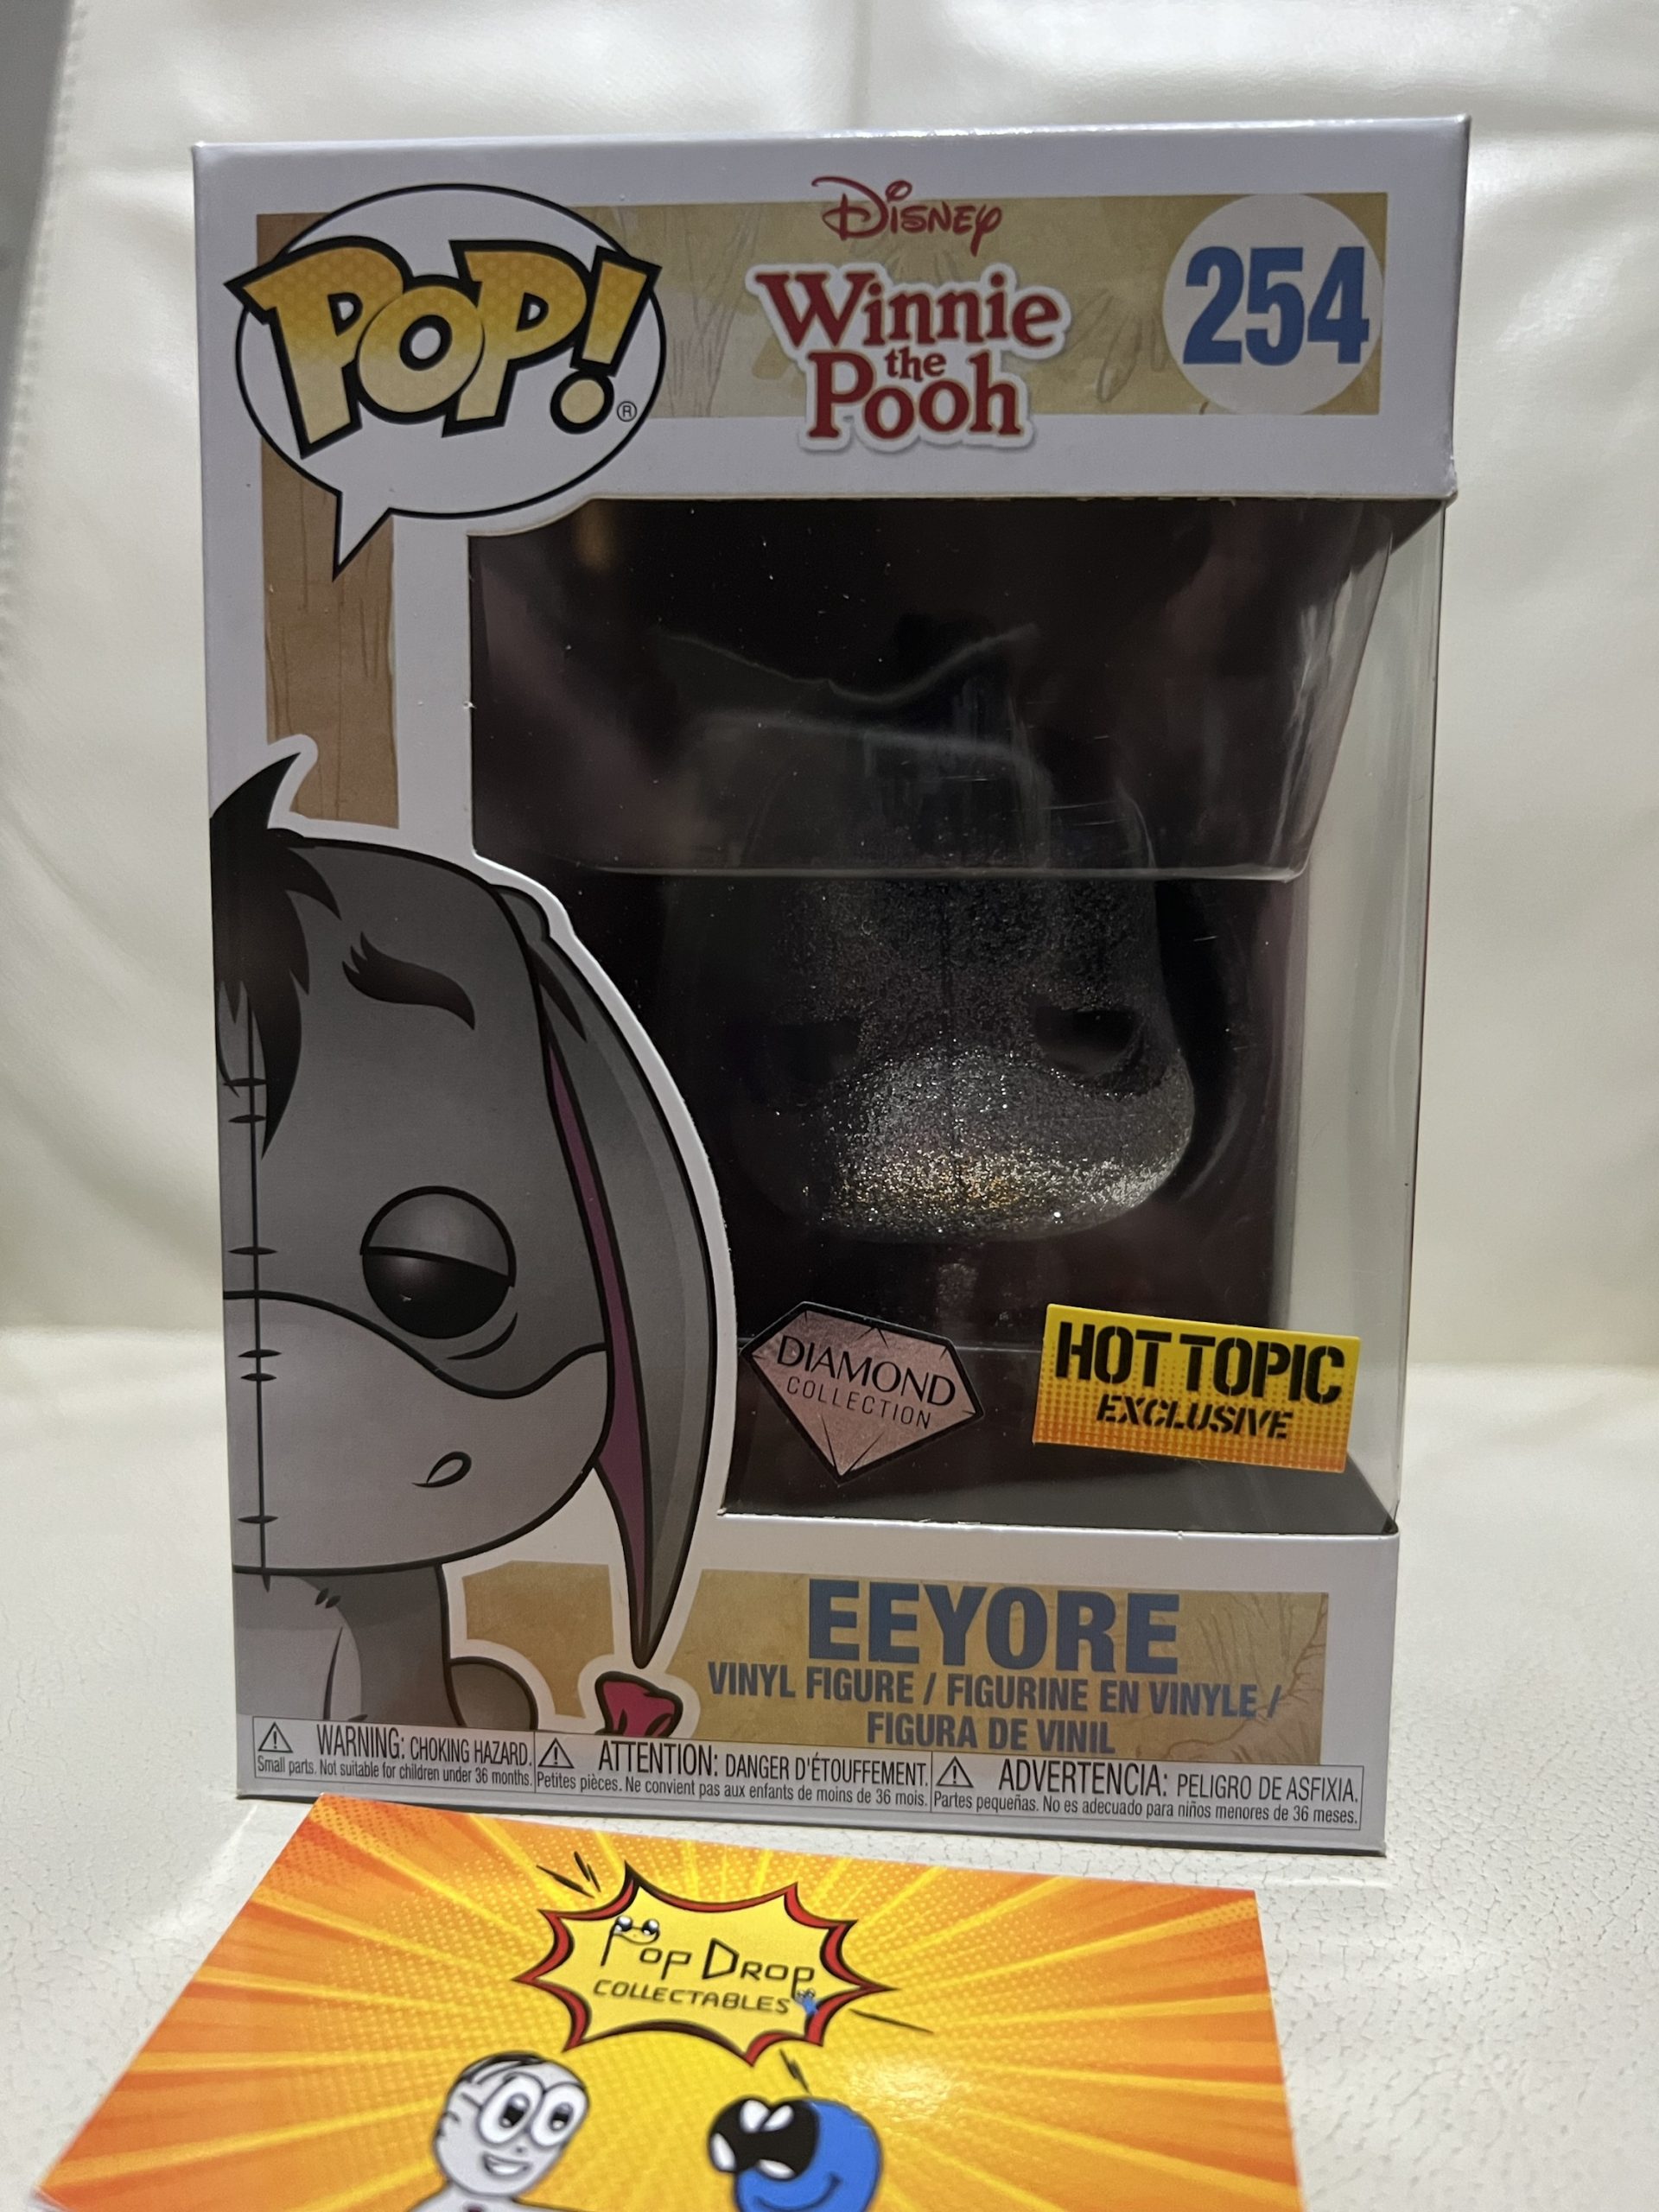 POP!®
Disney
Winnie
the
Pooh
254
DIAMOND
COLLECTION
HOT TOPIC
EXCLUSIVE
EEYORE
VINYL FIGURE / FIGURINE EN VINYLE /
FIGURA DE VINIL
⚠ WARNING: CHOKING HAZARD.
Small parts. Not suitable for children under 36 months.
⚠ ATTENTION: DANGER D'ÉTOUFFEMENT.
Petites pièces. Ne convient pas aux enfants de moins de 36 mois.
⚠ ADVERTENCIA: PELIGRO DE ASFIXIA.
Partes pequeñas. No es adecuado para niños menores de 36 meses.
Pop Drop
COLLECTABLES